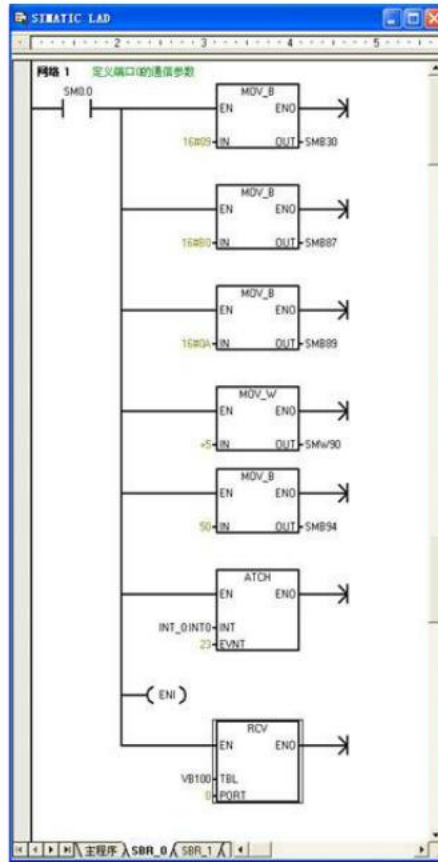 SIMATIC LAD
2 3 4 5
网络 1 定义端口0的通信参数
SM0.0
MOV_B
EN ENO
16#09 IN OUT SMB30
MOV_B
EN ENO
16#B0 IN OUT SMB87
MOV_B
EN ENO
16#0A IN OUT SMB89
MOV_W
EN ENO
+5 IN OUT SMW90
MOV_B
EN ENO
50 IN OUT SMB94
ATCH
EN ENO
INT_0:INT0 INT
23 EVNT
ENI
RCV
EN ENO
VB100 TBL
0 PORT
主程序 SBR_0 SBR_1